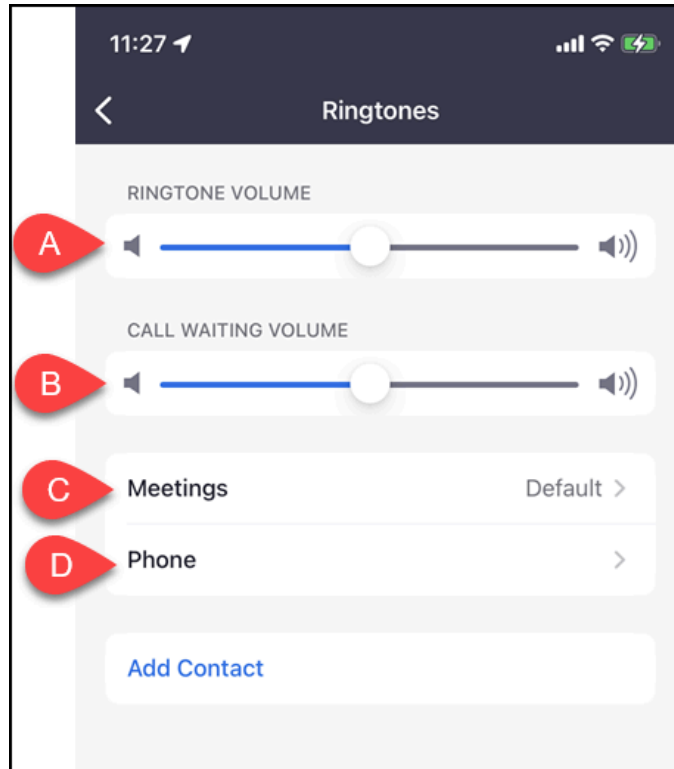 11:27
Ringtones
RINGTONE VOLUME
A
CALL WAITING VOLUME
B
C Meetings Default
D Phone
Add Contact